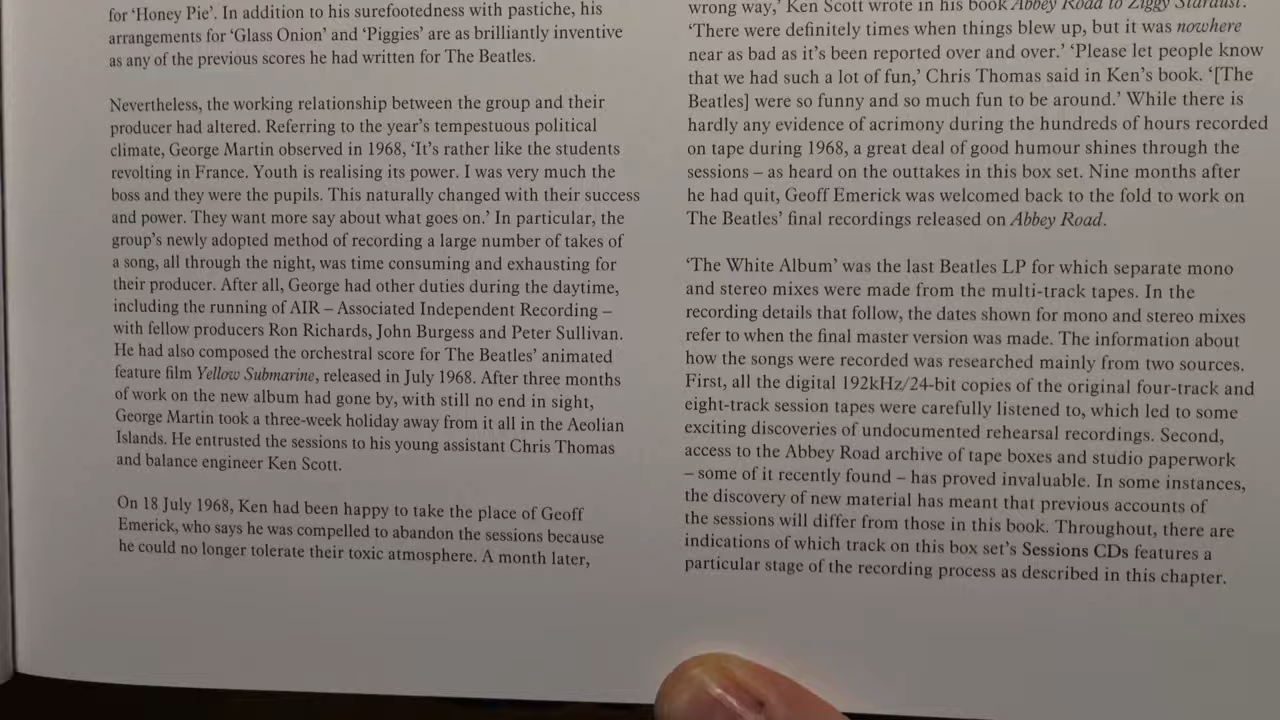 for ‘Honey Pie’. In addition to his surefootedness with pastiche, his
arrangements for ‘Glass Onion’ and ‘Piggies’ are as brilliantly inventive
as any of the previous scores he had written for The Beatles.
Nevertheless, the working relationship between the group and their
producer had altered. Referring to the year’s tempestuous political
climate, George Martin observed in 1968, ‘It’s rather like the students
revolting in France. Youth is realising its power. I was very much the
boss and they were the pupils. This naturally changed with their success
and power. They want more say about what goes on.’ In particular, the
group’s newly adopted method of recording a large number of takes of
a song, all through the night, was time consuming and exhausting for
their producer. After all, George had other duties during the daytime,
including the running of AIR – Associated Independent Recording –
with fellow producers Ron Richards, John Burgess and Peter Sullivan.
He had also composed the orchestral score for The Beatles’ animated
feature film Yellow Submarine, released in July 1968. After three months
of work on the new album had gone by, with still no end in sight,
George Martin took a three-week holiday away from it all in the Aeolian
Islands. He entrusted the sessions to his young assistant Chris Thomas
and balance engineer Ken Scott.
On 18 July 1968, Ken had been happy to take the place of Geoff
Emerick, who says he was compelled to abandon the sessions because
he could no longer tolerate their toxic atmosphere. A month later,
wrong way,’ Ken Scott wrote in his book Abbey Road to Ziggy Stardust.
‘There were definitely times when things blew up, but it was nowhere
near as bad as it’s been reported over and over.’ ‘Please let people know
that we had such a lot of fun,’ Chris Thomas said in Ken’s book. ‘[The
Beatles] were so funny and so much fun to be around.’ While there is
hardly any evidence of acrimony during the hundreds of hours recorded
on tape during 1968, a great deal of good humour shines through the
sessions – as heard on the outtakes in this box set. Nine months after
he had quit, Geoff Emerick was welcomed back to the fold to work on
The Beatles’ final recordings released on Abbey Road.
‘The White Album’ was the last Beatles LP for which separate mono
and stereo mixes were made from the multi-track tapes. In the
recording details that follow, the dates shown for mono and stereo mixes
refer to when the final master version was made. The information about
how the songs were recorded was researched mainly from two sources.
First, all the digital 192kHz/24-bit copies of the original four-track and
eight-track session tapes were carefully listened to, which led to some
exciting discoveries of undocumented rehearsal recordings. Second,
access to the Abbey Road archive of tape boxes and studio paperwork
– some of it recently found – has proved invaluable. In some instances,
the discovery of new material has meant that previous accounts of
the sessions will differ from those in this book. Throughout, there are
indications of which track on this box set’s Sessions CDs features a
particular stage of the recording process as described in this chapter.